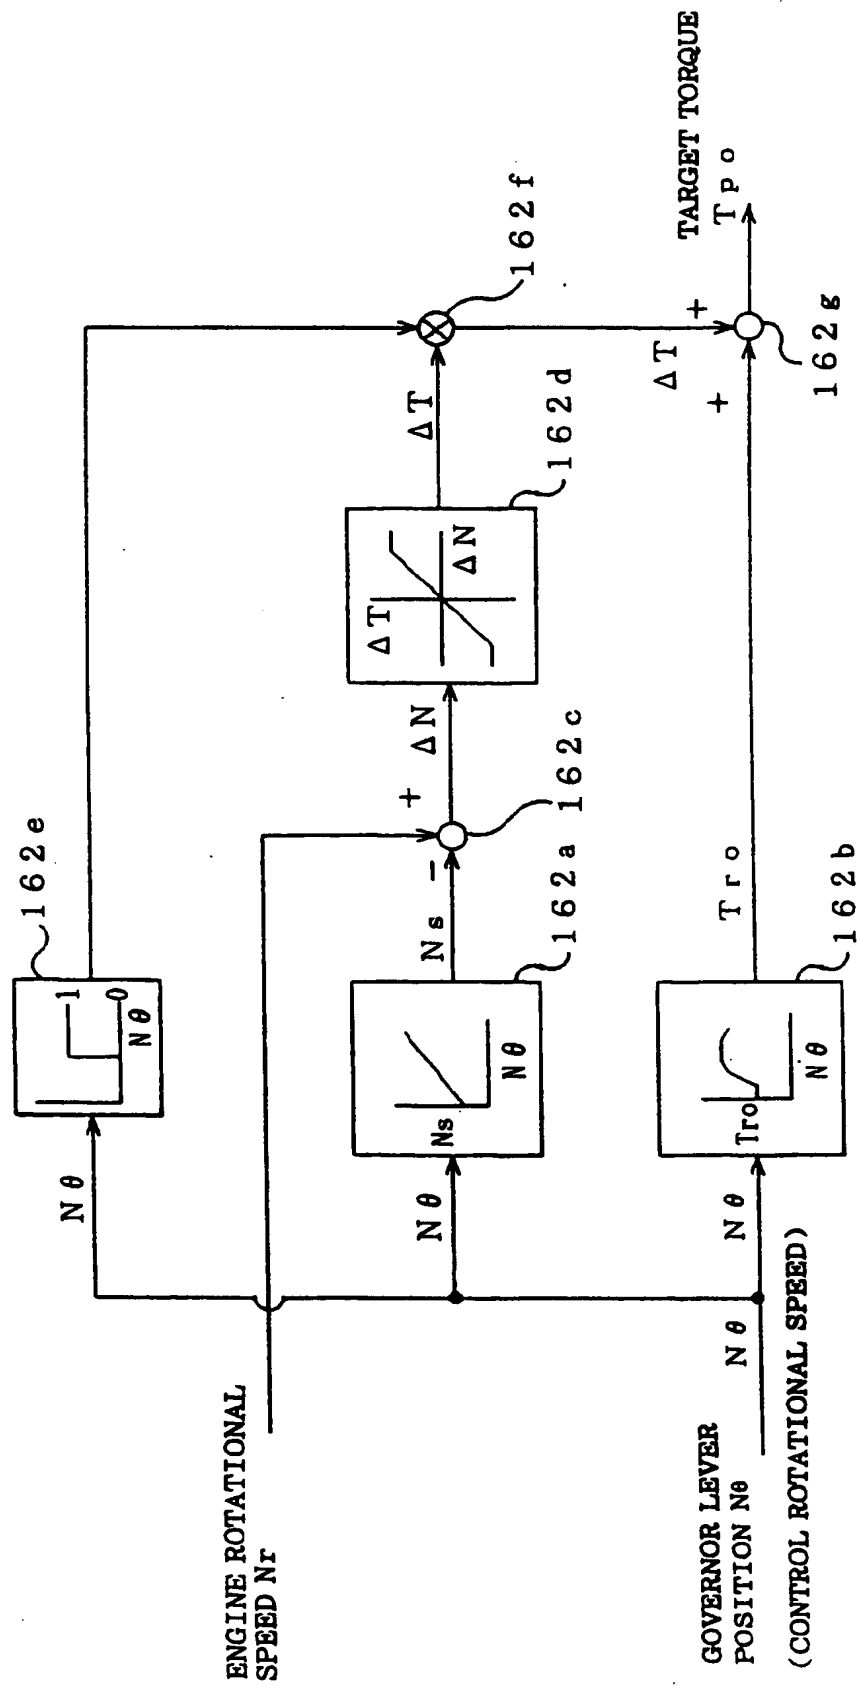 162e
1
0
Nθ
Nθ
ENGINE ROTATIONAL
SPEED Nr
Nθ
Ns
Nθ
162a
Ns
−
+
162c
ΔN
ΔT
ΔN
162d
ΔT
162f
ΔT
+
+
GOVERNOR LEVER
POSITION Nθ
(CONTROL ROTATIONAL SPEED)
Nθ
Nθ
Tro
Nθ
162b
Tro
162g
TARGET TORQUE
Tpo